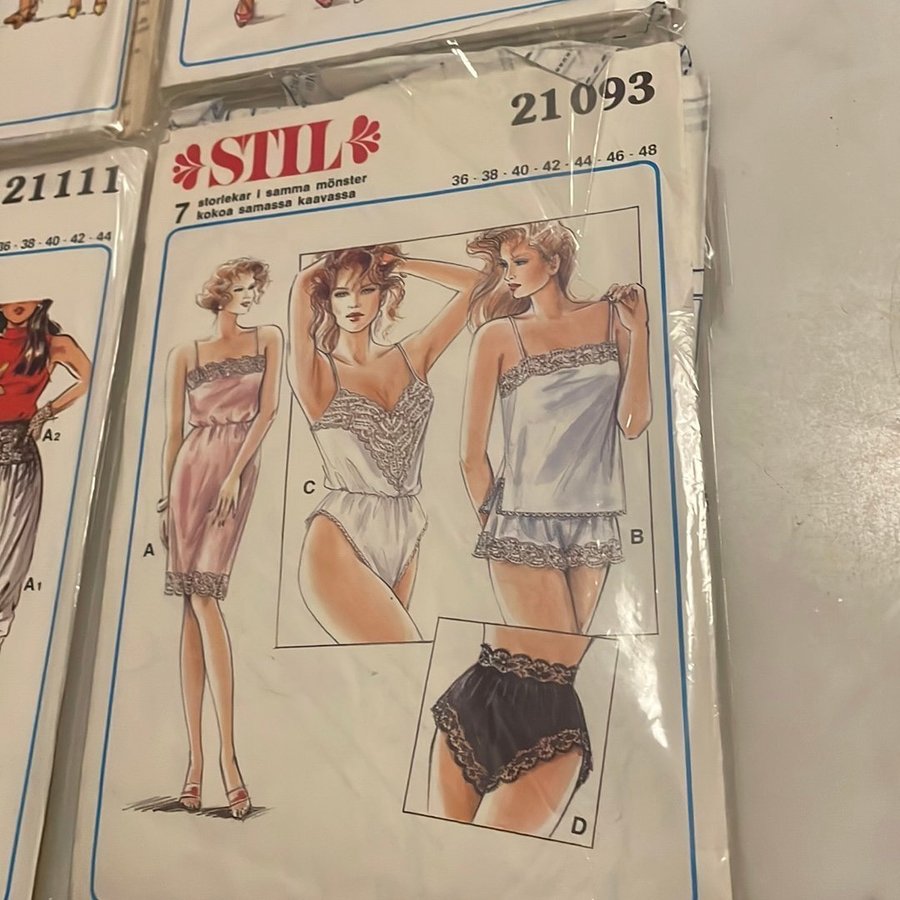 21093
STIL
7 storlekar i samma mönster
kokoa samassa kaavassa
36 - 38 - 40 - 42 - 44 - 46 - 48
A
C
B
D
21111
36 - 38 - 40 - 42 - 44
A2
A1